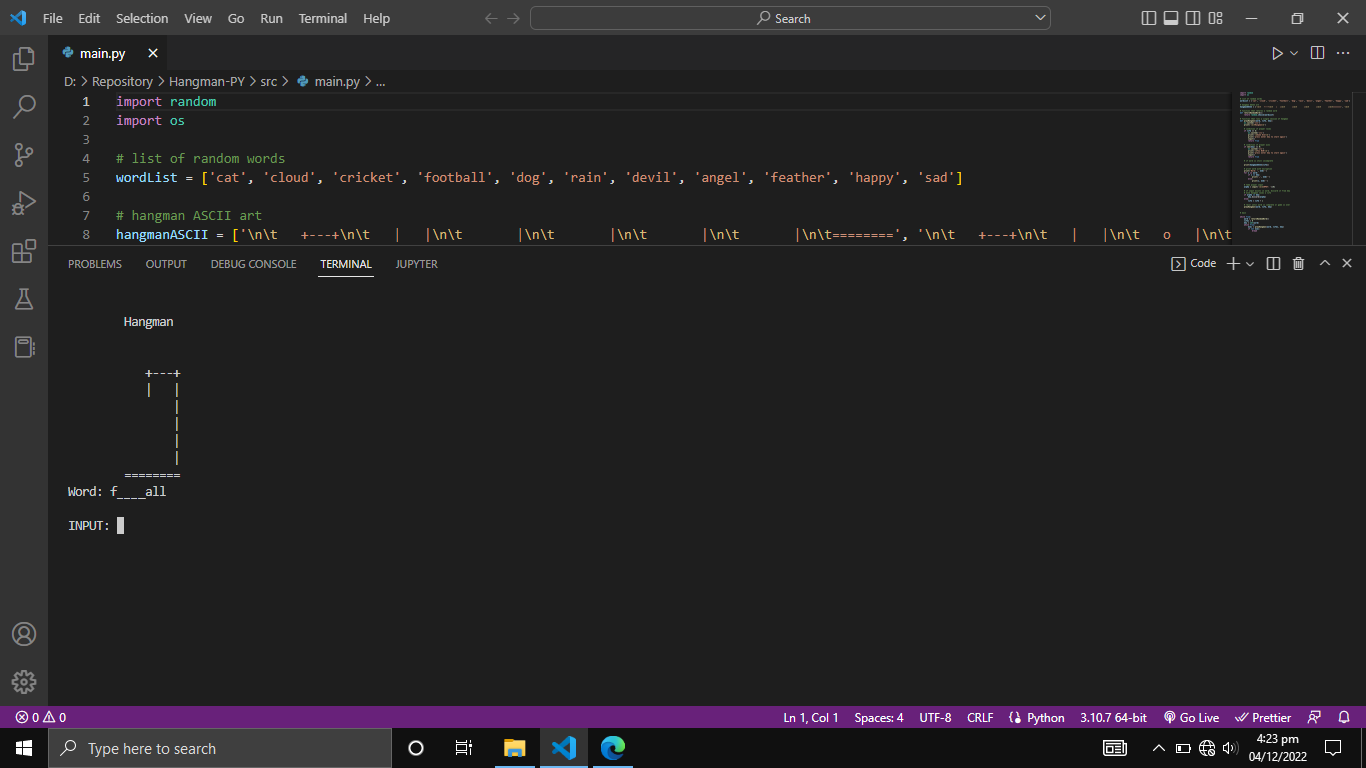 File Edit Selection View Go Run Terminal Help Search
main.py
D: > Repository > Hangman-PY > src > main.py > ...
1 import random
2 import os
3
4 # list of random words
5 wordList = ['cat', 'cloud', 'cricket', 'football', 'dog', 'rain', 'devil', 'angel', 'feather', 'happy', 'sad']
6
7 # hangman ASCII art
8 hangmanASCII = ['\n\t   +---+\n\t   |   |\n\t       |\n\t       |\n\t       |\n\t       |\n\t========', '\n\t   +---+\n\t   |   |\n\t   o   |\n\t
PROBLEMS OUTPUT DEBUG CONSOLE TERMINAL JUPYTER Code
Hangman
+---+
|   |
|
|
|
|
========
Word: f____all
INPUT:
0 0 Ln 1, Col 1 Spaces: 4 UTF-8 CRLF Python 3.10.7 64-bit Go Live Prettier
Type here to search
4:23 pm
04/12/2022